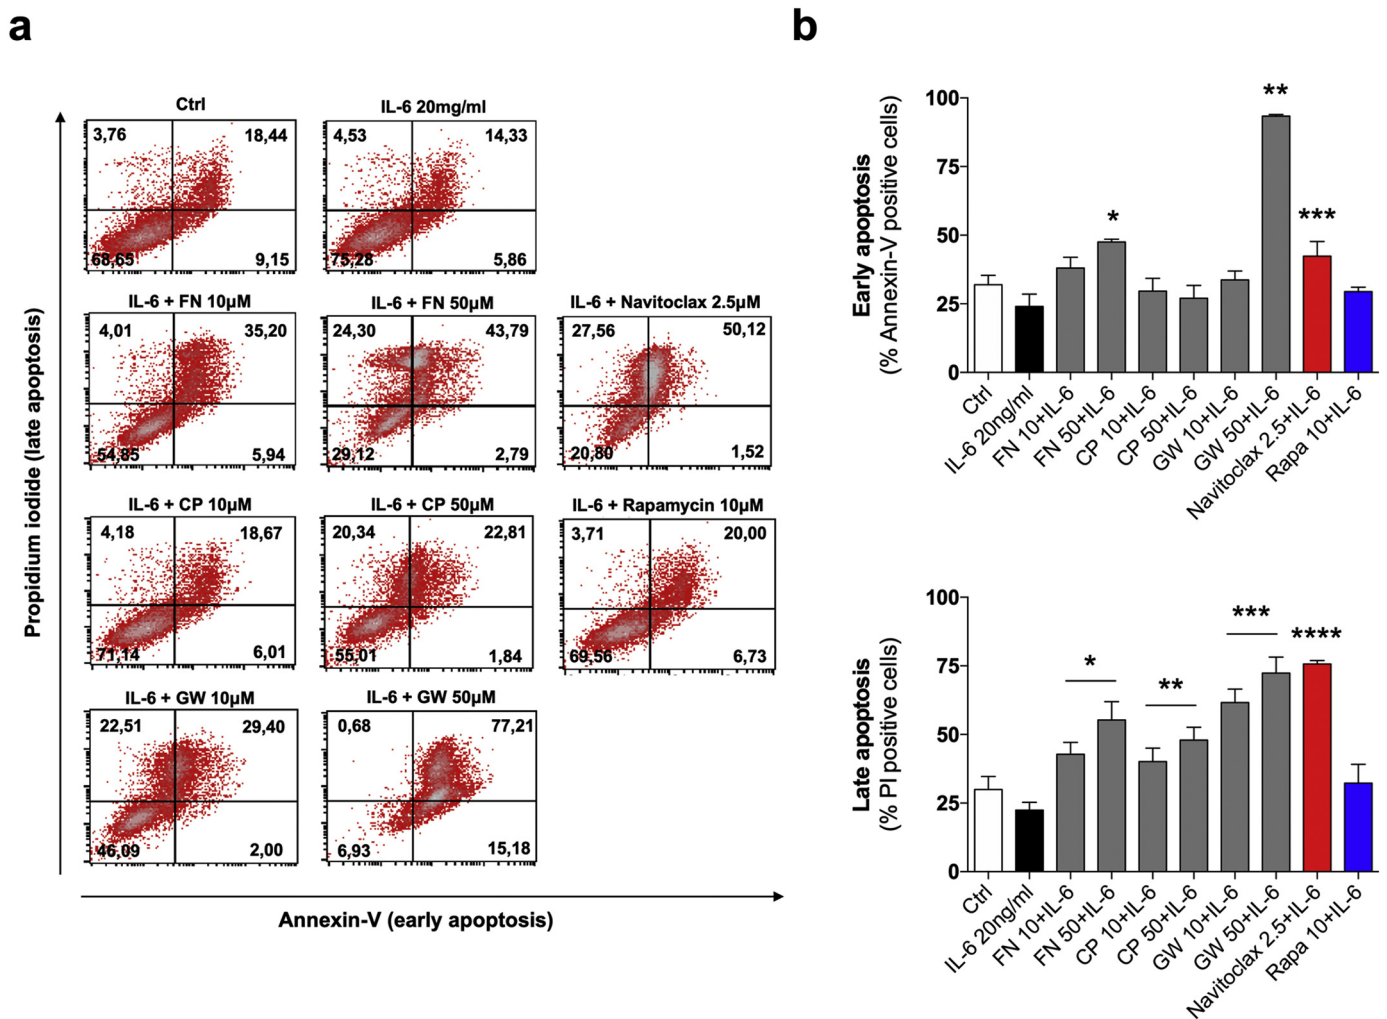 a
b
Ctrl
3,76
18,44
68,65
9,15
IL-6 20mg/ml
4,53
14,33
75,28
5,86
IL-6 + FN 10µM
4,01
35,20
54,85
5,94
IL-6 + FN 50µM
24,30
43,79
29,12
2,79
IL-6 + Navitoclax 2.5µM
27,56
50,12
20,80
1,52
IL-6 + CP 10µM
4,18
18,67
71,14
6,01
IL-6 + CP 50µM
20,34
22,81
55,01
1,84
IL-6 + Rapamycin 10µM
3,71
20,00
69,56
6,73
IL-6 + GW 10µM
22,51
29,40
46,09
2,00
IL-6 + GW 50µM
0,68
77,21
6,93
15,18
Propidium iodide (late apoptosis)
Annexin-V (early apoptosis)
Early apoptosis
(% Annexin-V positive cells)
100
75
50
25
0
*
**
***
Ctrl
IL-6 20ng/ml
FN 10+IL-6
FN 50+IL-6
CP 10+IL-6
CP 50+IL-6
GW 10+IL-6
GW 50+IL-6
Navitoclax 2.5+IL-6
Rapa 10+IL-6
Late apoptosis
(% PI positive cells)
100
75
50
25
0
*
**
***
****
Ctrl
IL-6 20ng/ml
FN 10+IL-6
FN 50+IL-6
CP 10+IL-6
CP 50+IL-6
GW 10+IL-6
GW 50+IL-6
Navitoclax 2.5+IL-6
Rapa 10+IL-6